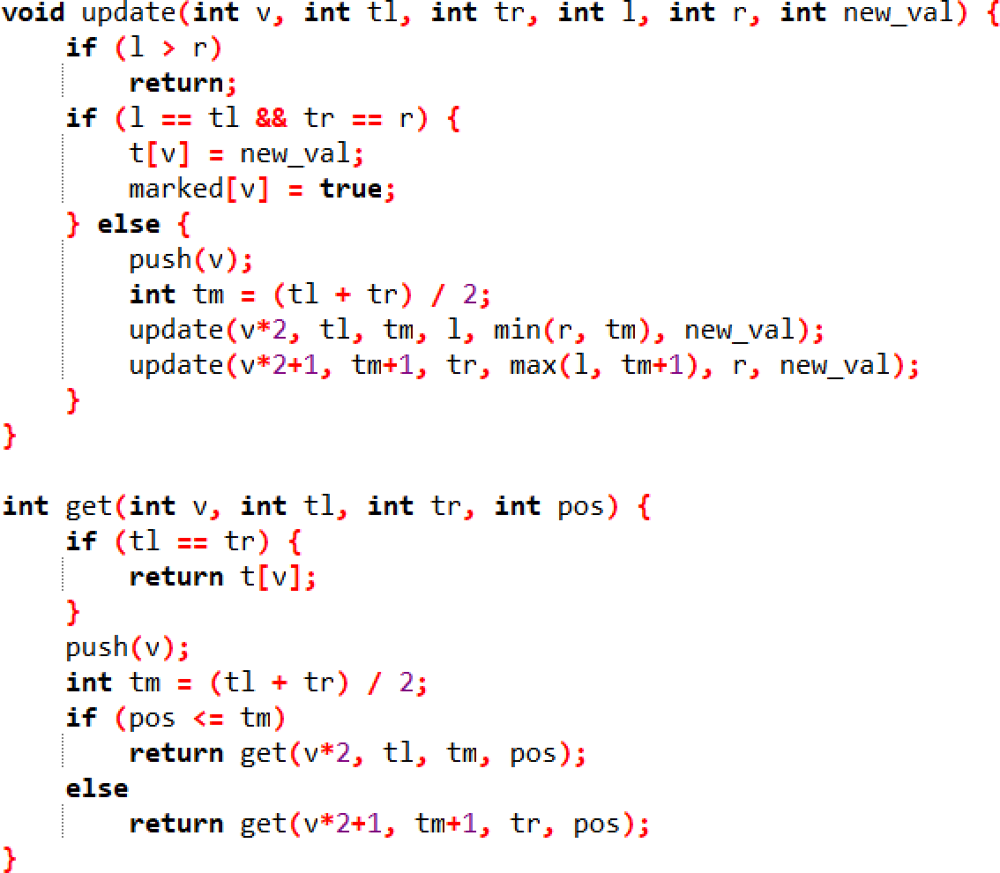 void update(int v, int tl, int tr, int l, int r, int new_val) {
    if (l > r)
        return;
    if (l == tl && tr == r) {
        t[v] = new_val;
        marked[v] = true;
    } else {
        push(v);
        int tm = (tl + tr) / 2;
        update(v*2, tl, tm, l, min(r, tm), new_val);
        update(v*2+1, tm+1, tr, max(l, tm+1), r, new_val);
    }
}

int get(int v, int tl, int tr, int pos) {
    if (tl == tr) {
        return t[v];
    }
    push(v);
    int tm = (tl + tr) / 2;
    if (pos <= tm)
        return get(v*2, tl, tm, pos);
    else
        return get(v*2+1, tm+1, tr, pos);
}